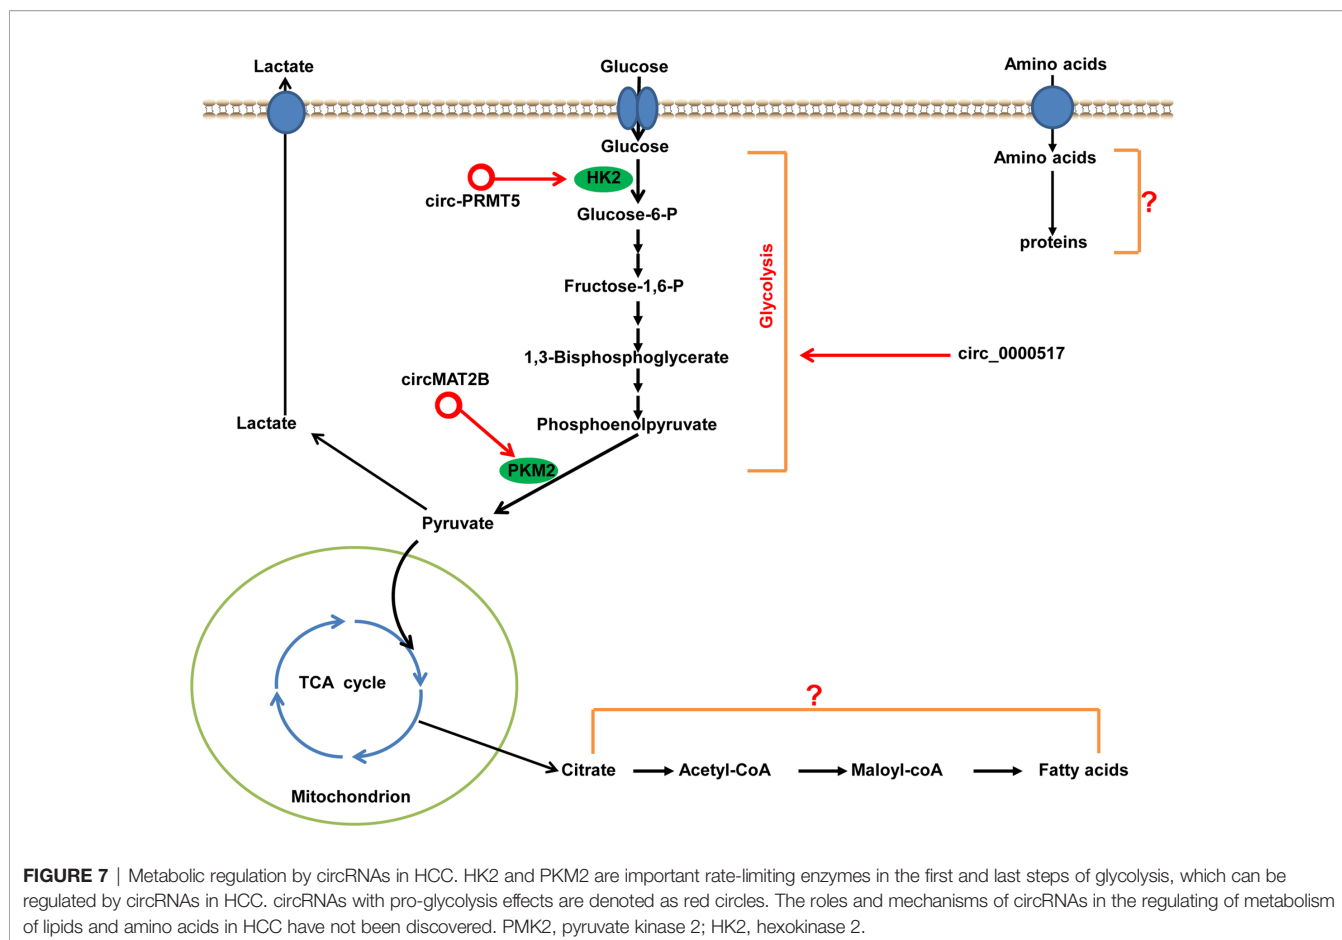 Lactate
Glucose
Amino acids
Glucose
Amino acids
HK2
circ-PRMT5
?
Glucose-6-P
proteins
Glycolysis
Fructose-1,6-P
1,3-Bisphosphoglycerate
circ_0000517
circMAT2B
Lactate
Phosphoenolpyruvate
PKM2
Pyruvate
TCA cycle
?
Citrate
Acetyl-CoA
Maloyl-coA
Fatty acids
Mitochondrion
FIGURE 7 | Metabolic regulation by circRNAs in HCC. HK2 and PKM2 are important rate-limiting enzymes in the first and last steps of glycolysis, which can be
regulated by circRNAs in HCC. circRNAs with pro-glycolysis effects are denoted as red circles. The roles and mechanisms of circRNAs in the regulating of metabolism
of lipids and amino acids in HCC have not been discovered. PMK2, pyruvate kinase 2; HK2, hexokinase 2.